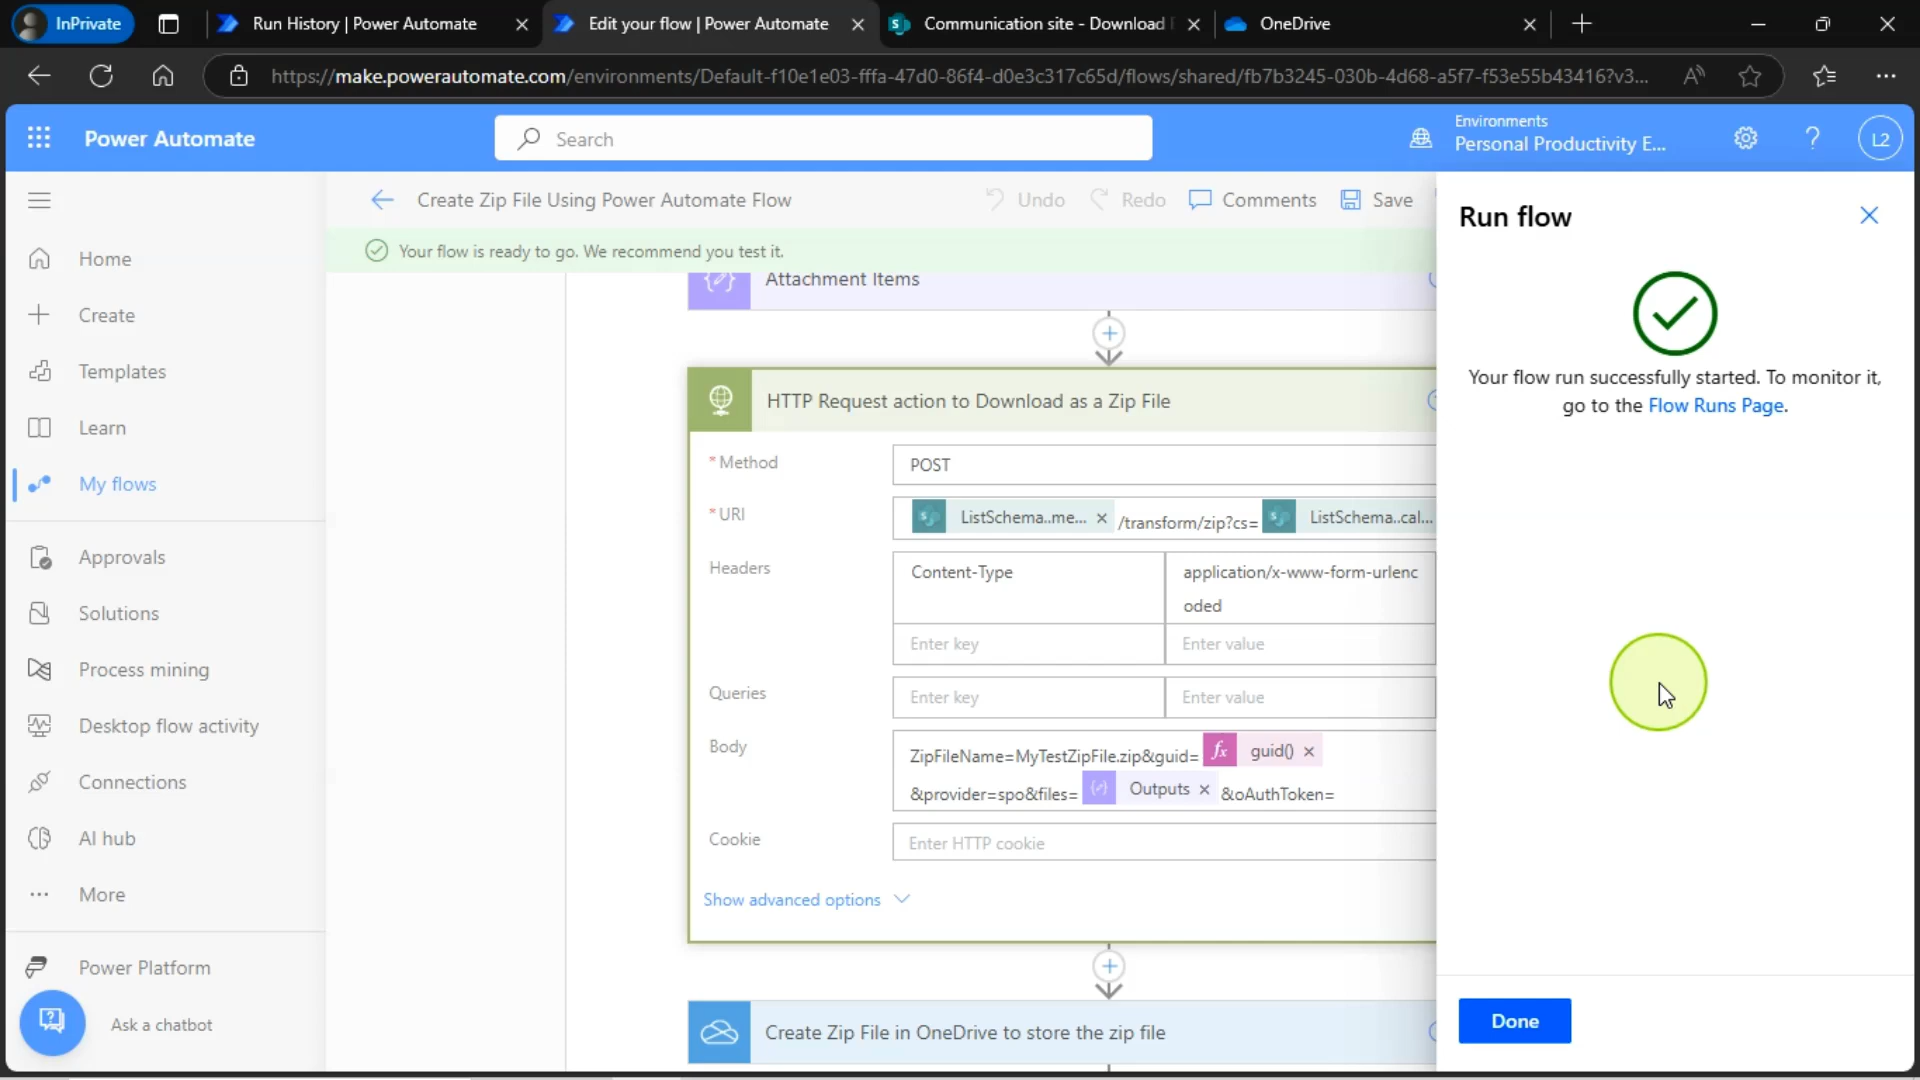 InPrivate
Run History | Power Automate
Edit your flow | Power Automate
Communication site - Download
OneDrive
https://make.powerautomate.com/environments/Default-f10e1e03-fffa-47d0-86f4-d0e3c317c65d/flows/shared/fb7b3245-030b-4d68-a5f7-f53e55b43416?v3...
Power Automate
Search
Environments
Personal Productivity E...
L2
Home
Create
Templates
Learn
My flows
Approvals
Solutions
Process mining
Desktop flow activity
Connections
AI hub
More
Power Platform
Ask a chatbot
Create Zip File Using Power Automate Flow
Undo
Redo
Comments
Save
Your flow is ready to go. We recommend you test it.
Attachment Items
HTTP Request action to Download as a Zip File
* Method
POST
* URI
ListSchema..me... /transform/zip?cs= ListSchema..cal...
Headers
Content-Type
application/x-www-form-urlenc
oded
Enter key
Enter value
Queries
Enter key
Enter value
Body
ZipFileName=MyTestZipFile.zip&guid= fx guid()
&provider=spo&files= Outputs &oAuthToken=
Cookie
Enter HTTP cookie
Show advanced options
Create Zip File in OneDrive to store the zip file
Run flow
Your flow run successfully started. To monitor it,
go to the Flow Runs Page.
Done